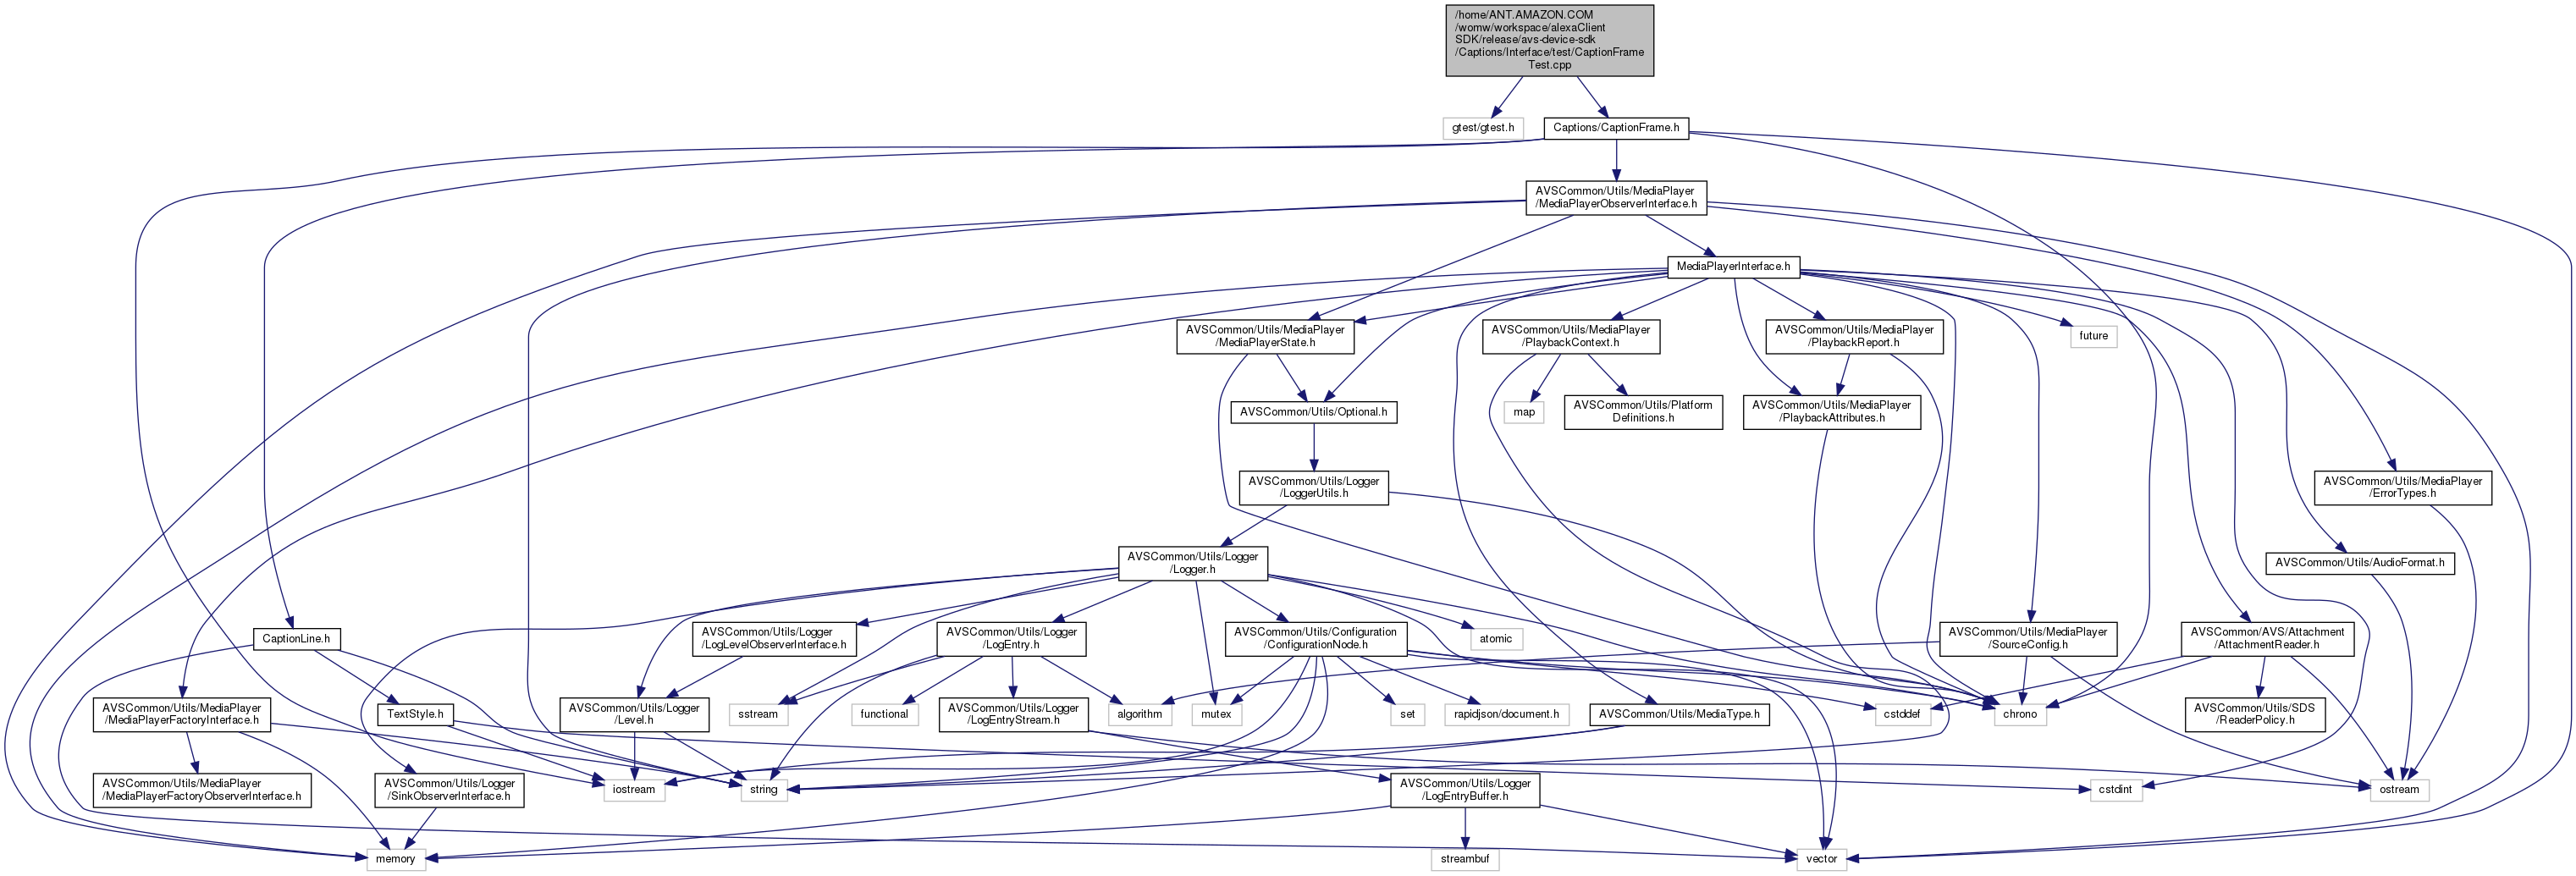 /home/ANT.AMAZON.COM
/womw/workspace/alexaClient
SDK/release/avs-device-sdk
/Captions/Interface/test/CaptionFrame
Test.cpp
gtest/gtest.h
Captions/CaptionFrame.h
AVSCommon/Utils/MediaPlayer
/MediaPlayerObserverInterface.h
MediaPlayerInterface.h
AVSCommon/Utils/MediaPlayer
/MediaPlayerState.h
AVSCommon/Utils/MediaPlayer
/PlaybackContext.h
AVSCommon/Utils/MediaPlayer
/PlaybackReport.h
future
AVSCommon/Utils/Optional.h
map
AVSCommon/Utils/Platform
Definitions.h
AVSCommon/Utils/MediaPlayer
/PlaybackAttributes.h
AVSCommon/Utils/Logger
/LoggerUtils.h
AVSCommon/Utils/MediaPlayer
/ErrorTypes.h
AVSCommon/Utils/Logger
/Logger.h
AVSCommon/Utils/AudioFormat.h
CaptionLine.h
AVSCommon/Utils/Logger
/LogLevelObserverInterface.h
AVSCommon/Utils/Logger
/LogEntry.h
AVSCommon/Utils/Configuration
/ConfigurationNode.h
atomic
AVSCommon/Utils/MediaPlayer
/SourceConfig.h
AVSCommon/AVS/Attachment
/AttachmentReader.h
AVSCommon/Utils/MediaPlayer
/MediaPlayerFactoryInterface.h
TextStyle.h
AVSCommon/Utils/Logger
/Level.h
sstream
functional
AVSCommon/Utils/Logger
/LogEntryStream.h
algorithm
mutex
set
rapidjson/document.h
AVSCommon/Utils/MediaType.h
cstddef
chrono
AVSCommon/Utils/SDS
/ReaderPolicy.h
AVSCommon/Utils/MediaPlayer
/MediaPlayerFactoryObserverInterface.h
AVSCommon/Utils/Logger
/SinkObserverInterface.h
iostream
string
AVSCommon/Utils/Logger
/LogEntryBuffer.h
cstdint
ostream
memory
streambuf
vector